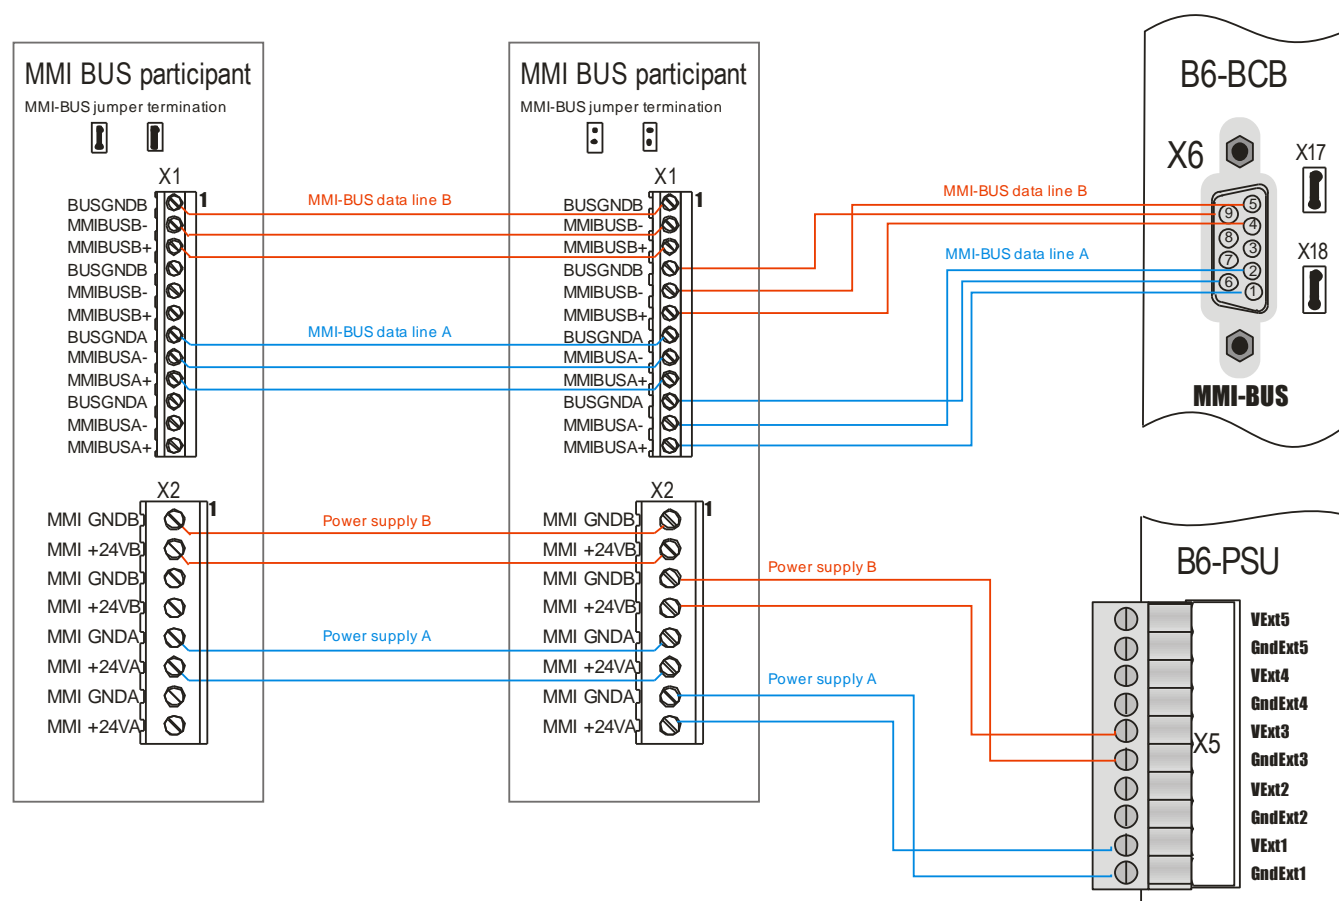 MMI BUS participant
MMI-BUS jumper termination
X1
1
BUSGNDB
MMIBUSB-
MMIBUSB+
BUSGNDB
MMIBUSB-
MMIBUSB+
BUSGNDA
MMIBUSA-
MMIBUSA+
BUSGNDA
MMIBUSA-
MMIBUSA+
X2
1
MMI GNDB
MMI +24VB
MMI GNDB
MMI +24VB
MMI GNDA
MMI +24VA
MMI GNDA
MMI +24VA
MMI-BUS data line B
MMI-BUS data line A
Power supply B
Power supply A
MMI BUS participant
MMI-BUS jumper termination
X1
1
BUSGNDB
MMIBUSB-
MMIBUSB+
BUSGNDB
MMIBUSB-
MMIBUSB+
BUSGNDA
MMIBUSA-
MMIBUSA+
BUSGNDA
MMIBUSA-
MMIBUSA+
X2
1
MMI GNDB
MMI +24VB
MMI GNDB
MMI +24VB
MMI GNDA
MMI +24VA
MMI GNDA
MMI +24VA
MMI-BUS data line B
MMI-BUS data line A
Power supply B
Power supply A
B6-BCB
X6
X17
X18
5
9
4
8
3
7
2
6
1
MMI-BUS
B6-PSU
X5
VExt5
GndExt5
VExt4
GndExt4
VExt3
GndExt3
VExt2
GndExt2
VExt1
GndExt1